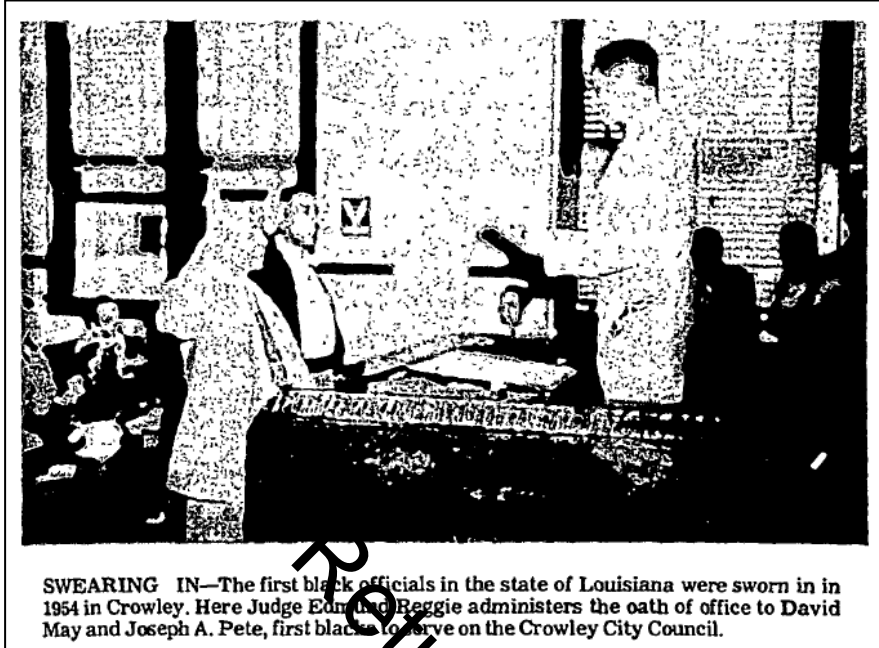 SWEARING IN—The first black officials in the state of Louisiana were sworn in in
1954 in Crowley. Here Judge Edmund Reggie administers the oath of office to David
May and Joseph A. Pete, first blacks to serve on the Crowley City Council.